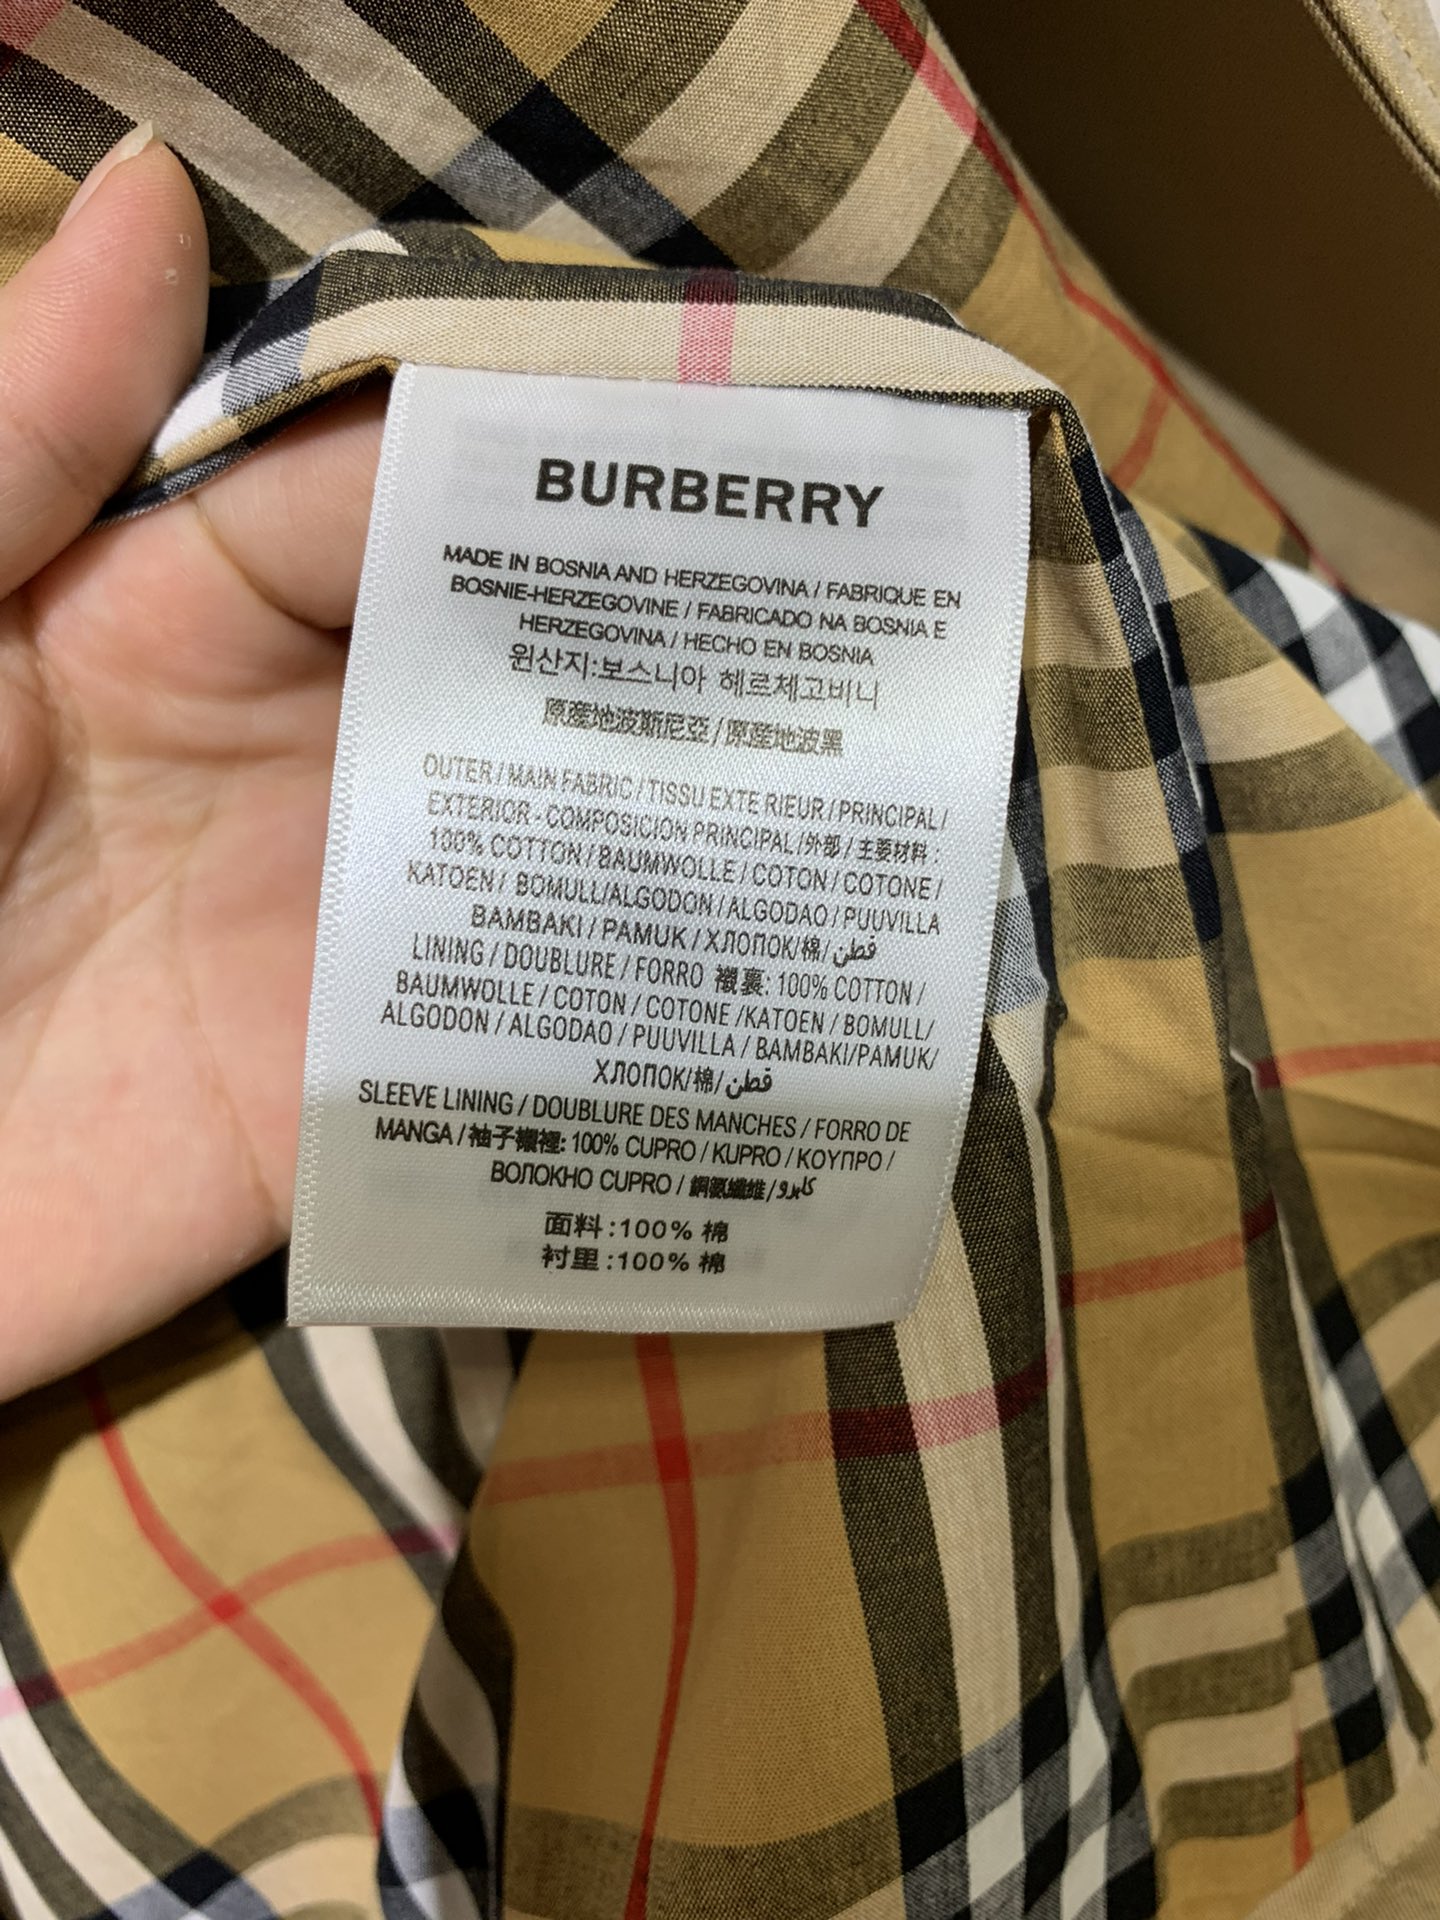 BURBERRY
MADE IN BOSNIA AND HERZEGOVINA / FABRIQUE EN
BOSNIE-HERZEGOVINE / FABRICADO NA BOSNIA E
HERZEGOVINA / HECHO EN BOSNIA
원산지:보스니아 헤르체고비니
原産地波斯尼亞/原産地波黑
OUTER / MAIN FABRIC / TISSU EXTE RIEUR / PRINCIPAL /
EXTERIOR - COMPOSICION PRINCIPAL /外部 / 主要材料 :
100% COTTON / BAUMWOLLE / COTON / COTONE /
KATOEN / BOMULL/ALGODON / ALGODAO / PUUVILLA
BAMBAKI / PAMUK / ХЛОПОК/棉/ قطن
LINING / DOUBLURE / FORRO 襯裏: 100% COTTON /
BAUMWOLLE / COTON / COTONE /KATOEN / BOMULL/
ALGODON / ALGODAO / PUUVILLA / BAMBAKI/PAMUK/
ХЛОПОК/棉/ قطن
SLEEVE LINING / DOUBLURE DES MANCHES / FORRO DE
MANGA / 袖子襯裡: 100% CUPRO / KUPRO / ΚΟΥΠΡΟ /
ВОЛОКНО CUPRO / 銅氨纖維/ كابرو
面料:100% 棉
衬里:100% 棉